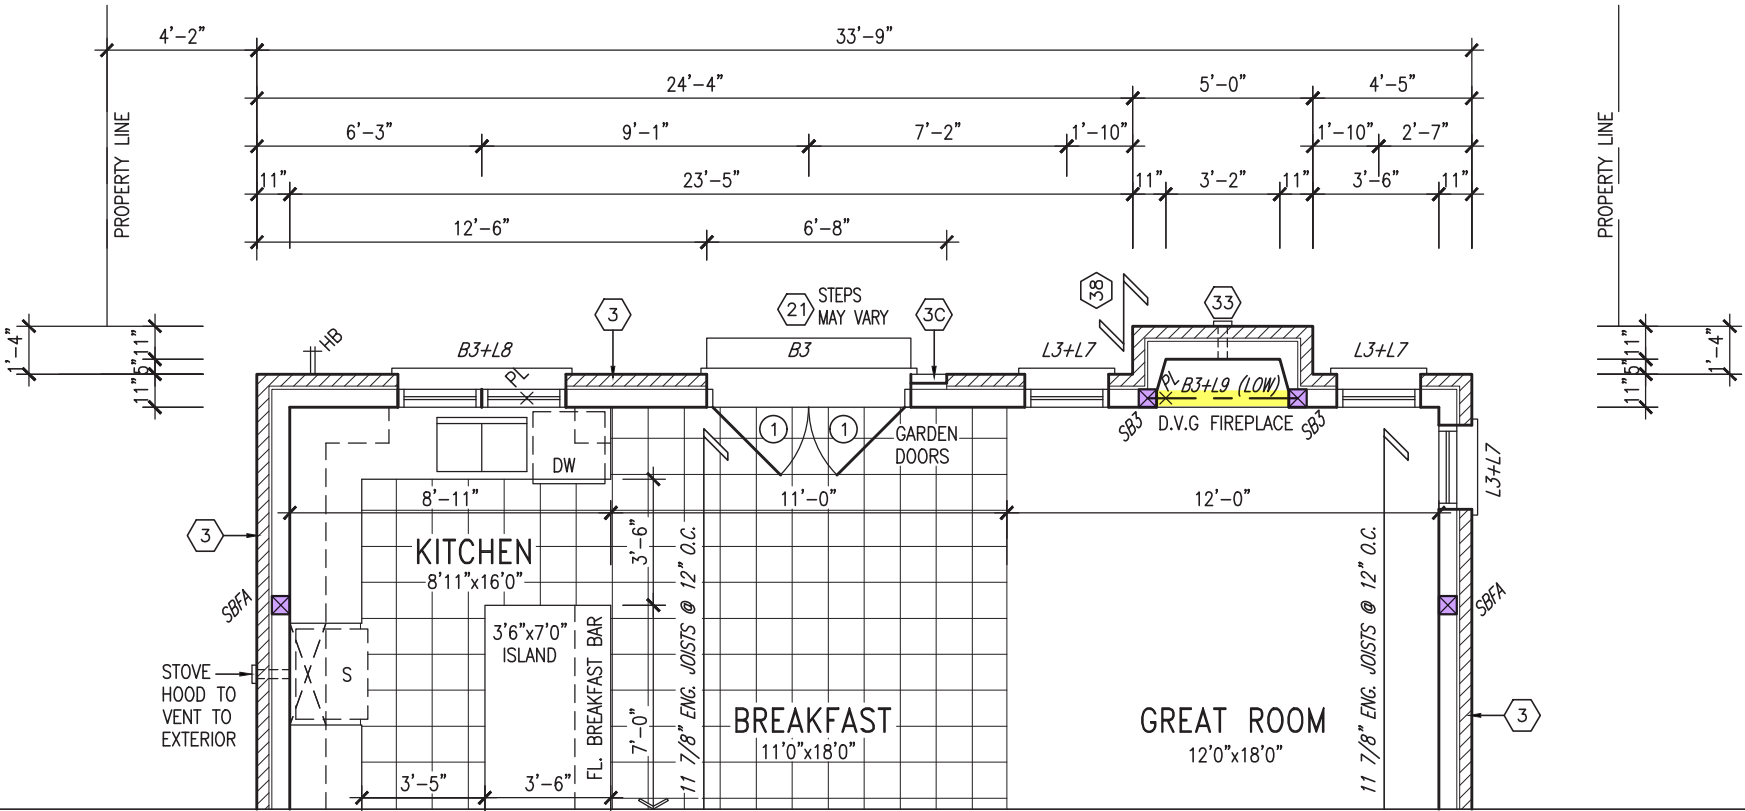 4'-2"
33'-9"
24'-4"
5'-0"
4'-5"
6'-3"
9'-1"
7'-2"
1'-10"
1'-10"
2'-7"
11"
23'-5"
11"
3'-2"
11"
3'-6"
11"
12'-6"
6'-8"
PROPERTY LINE
PROPERTY LINE
1'-4"
11"
5"
11"
11"
5"
11"
1'-4"
HB
B3+L8
PL
3
21
STEPS
MAY VARY
B3
3C
38
33
L3+L7
L3+L7
PL
B3+L9 (LOW)
SB3
D.V.G FIREPLACE
SB3
1
1
GARDEN
DOORS
DW
L3+L7
8'-11"
11'-0"
12'-0"
3
KITCHEN
8'11"x16'0"
3'-6"
11 7/8" ENG. JOISTS @ 12" O.C.
11 7/8" ENG. JOISTS @ 12" O.C.
SBFA
SBFA
3'6"x7'0"
ISLAND
FL. BREAKFAST BAR
STOVE
HOOD TO
VENT TO
EXTERIOR
S
7'-0"
BREAKFAST
11'0"x18'0"
GREAT ROOM
12'0"x18'0"
3
3'-5"
3'-6"